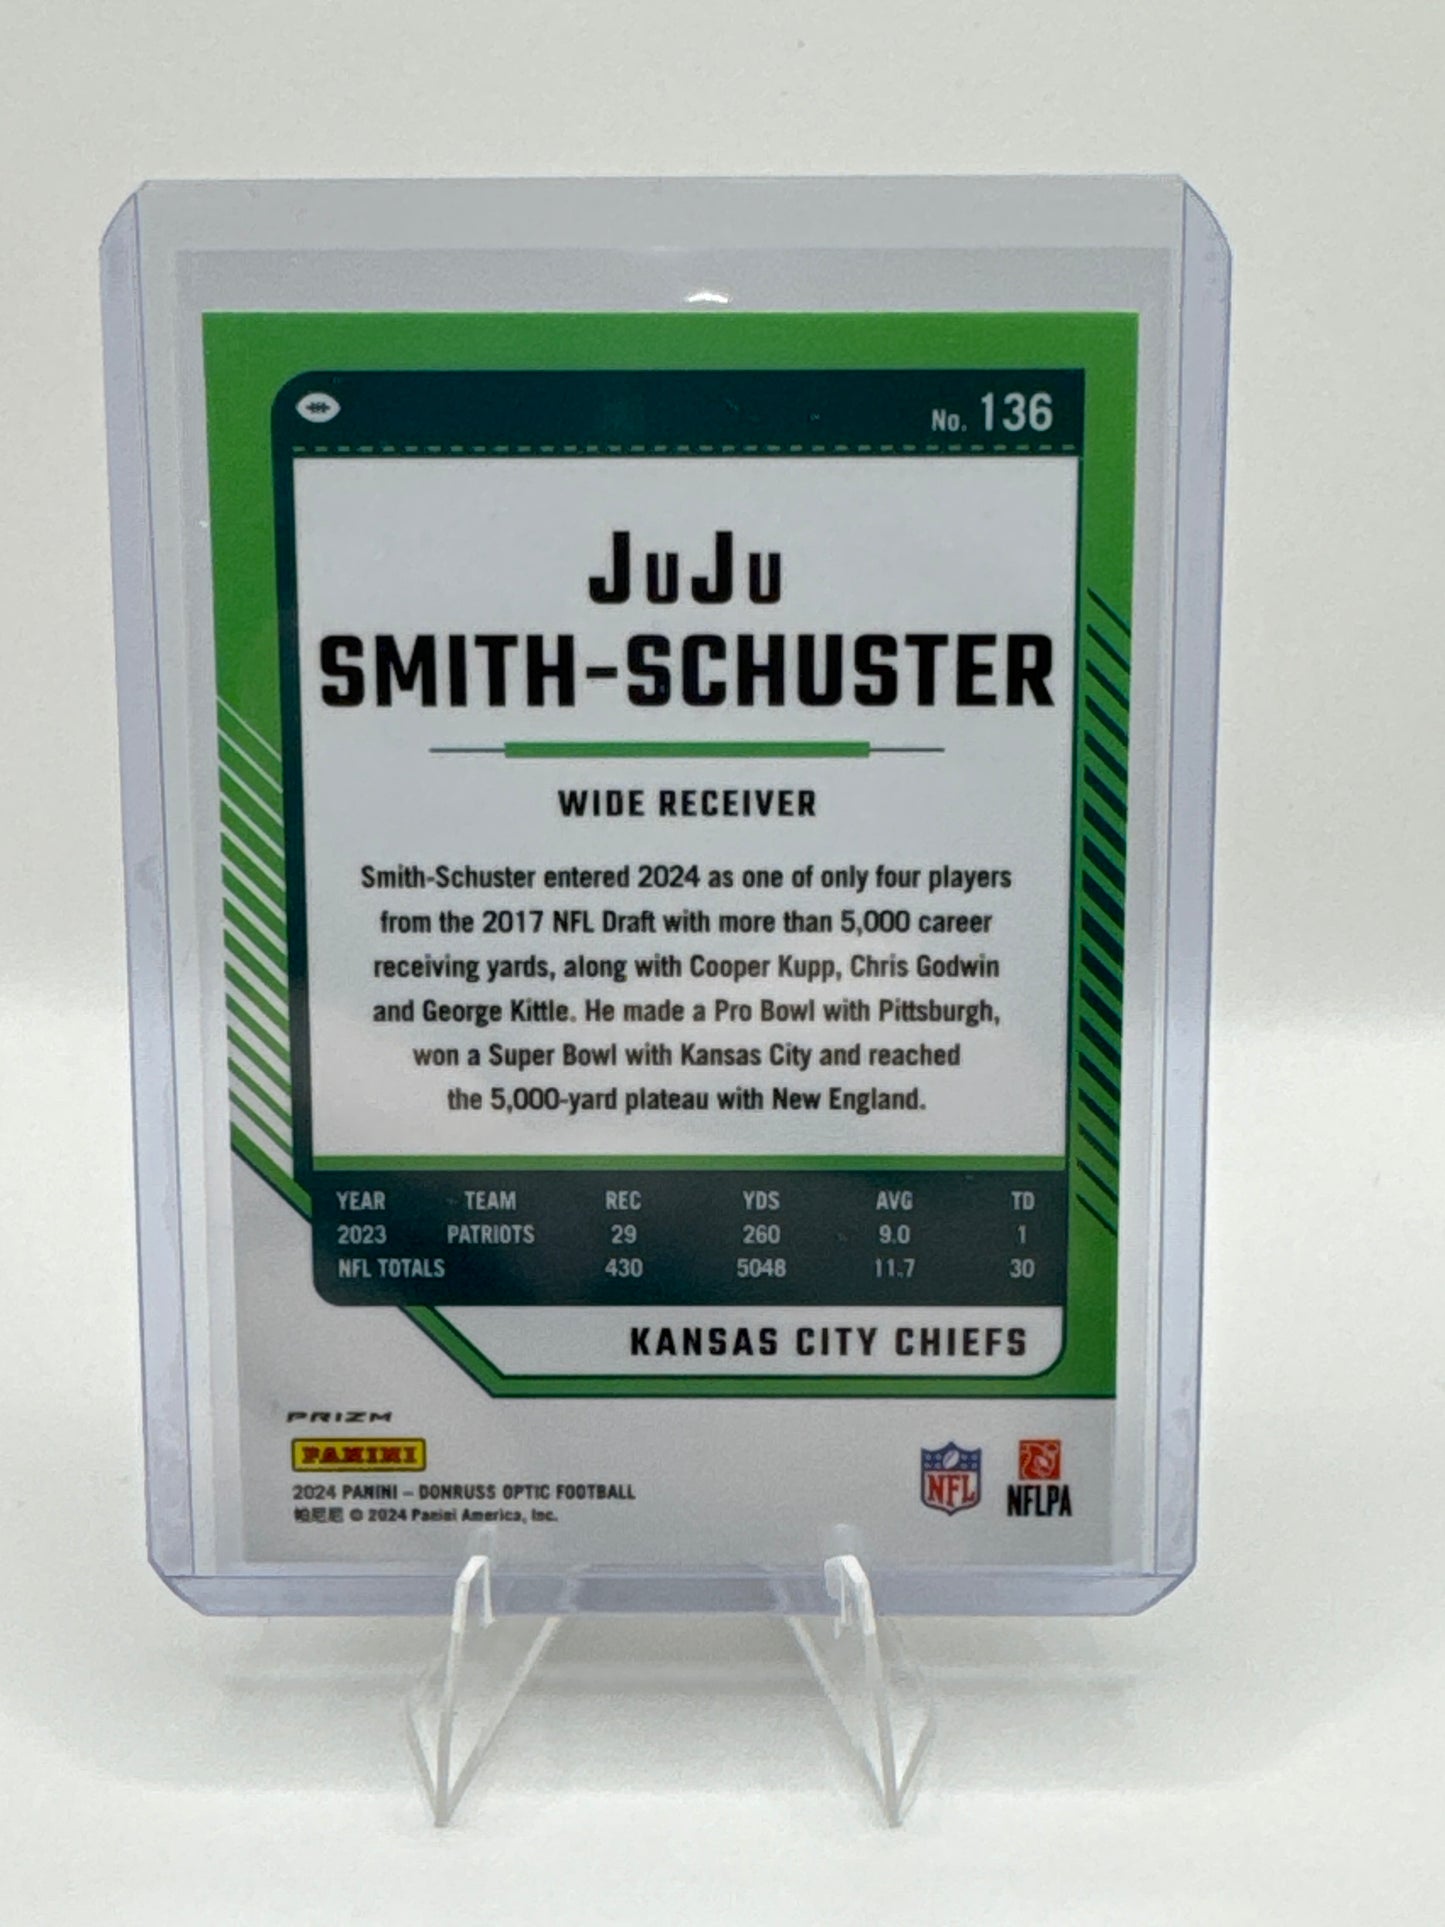 No. 136
JuJu
SMITH-SCHUSTER
WIDE RECEIVER
Smith-Schuster entered 2024 as one of only four players
from the 2017 NFL Draft with more than 5,000 career
receiving yards, along with Cooper Kupp, Chris Godwin
and George Kittle. He made a Pro Bowl with Pittsburgh,
won a Super Bowl with Kansas City and reached
the 5,000-yard plateau with New England.
YEAR TEAM REC YDS AVG TD
2023 PATRIOTS 29 260 9.0 1
NFL TOTALS 430 5048 11.7 30
KANSAS CITY CHIEFS
PRIZM
PANINI
2024 PANINI – DONRUSS OPTIC FOOTBALL
帕尼尼 © 2024 Panini America, Inc.
NFL
NFLPA